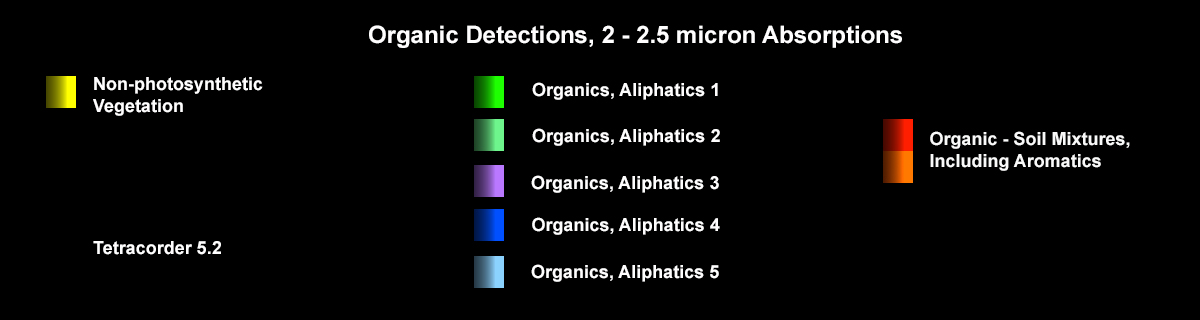 Organic Detections, 2 - 2.5 micron Absorptions
Non-photosynthetic
Vegetation
Tetracorder 5.2
Organics, Aliphatics 1
Organics, Aliphatics 2
Organics, Aliphatics 3
Organics, Aliphatics 4
Organics, Aliphatics 5
Organic - Soil Mixtures,
Including Aromatics